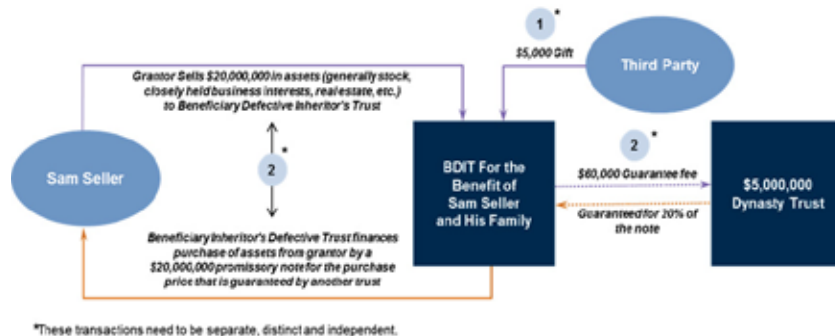 1 *
$5,000 Gift
Third Party
Grantor Sells $20,000,000 in assets (generally stock,
closely held business interests, real estate, etc.)
to Beneficiary Defective Inheritor's Trust
Sam Seller
2 *
BDIT For the
Benefit of
Sam Seller
and His Family
2 *
$60,000 Guarantee fee
Guaranteed for 20% of
the note
$5,000,000
Dynasty Trust
Beneficiary Inheritor's Defective Trust finances
purchase of assets from grantor by a
$20,000,000 promissory note for the purchase
price that is guaranteed by another trust
*These transactions need to be separate, distinct and independent.